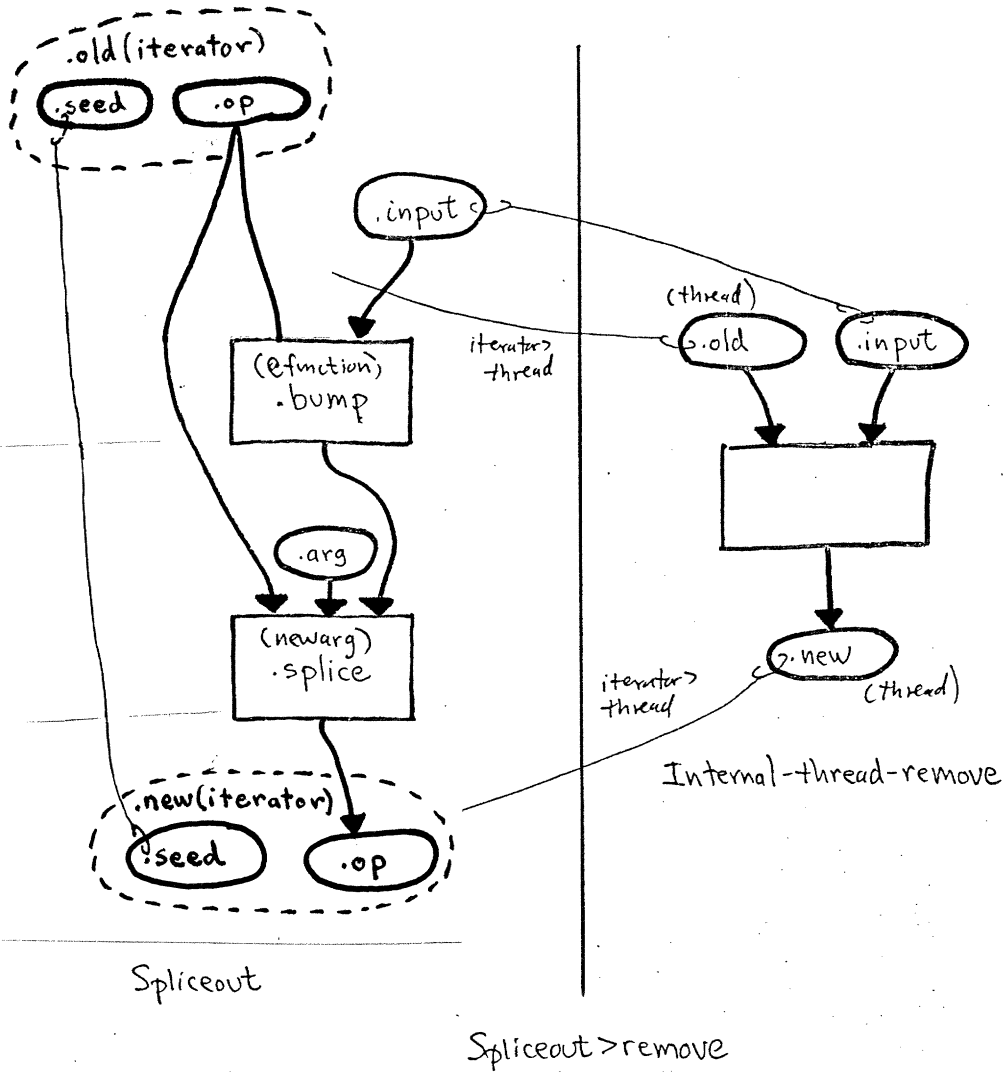 .old(iterator)
.seed
.op
.input
(thread)
.old
.input
iterator>
thread
(@function)
.bump
.arg
(newarg)
.splice
.new
(thread)
iterator>
thread
Internal-thread-remove
.new(iterator)
.seed
.op
Spliceout
Spliceout>remove